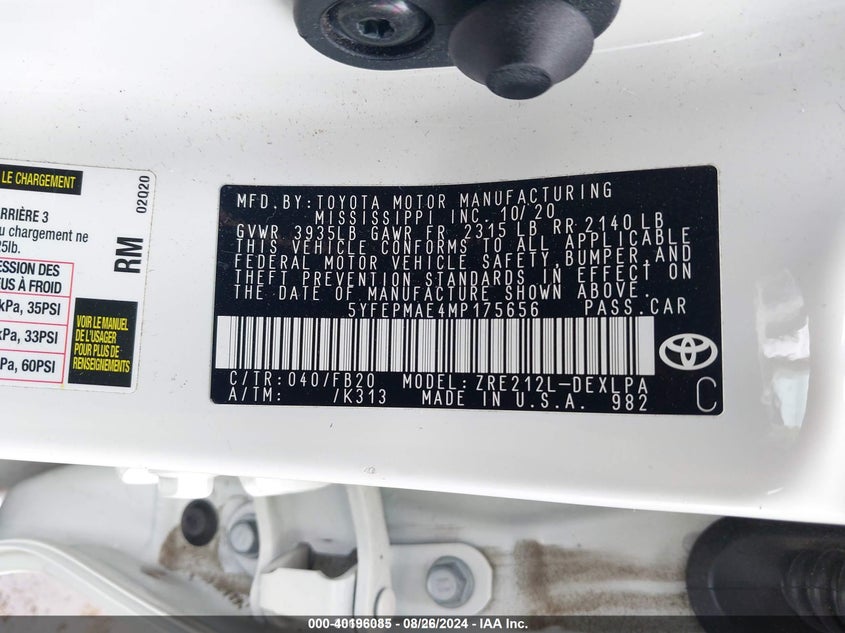 LE CHARGEMENT
02Q20
RRIÈRE 3
u chargement ne
5lb.
RM
ESSION DES
US À FROID
kPa, 35PSI
kPa, 33PSI
Pa, 60PSI
VOIR LE MANUEL
DE L'USAGER
POUR PLUS DE
RENSEIGNEMENTS
MFD. BY: TOYOTA MOTOR MANUFACTURING
MISSISSIPPI INC. 10/20
GVWR 3935LB GAWR FR 2315 LB RR 2140 LB
THIS VEHICLE CONFORMS TO ALL APPLICABLE
FEDERAL MOTOR VEHICLE SAFETY, BUMPER, AND
THEFT PREVENTION STANDARDS IN EFFECT ON
THE DATE OF MANUFACTURE SHOWN ABOVE.
5YFEPMAE4MP175656 PASS.CAR
C/TR: 040/FB20 MODEL: ZRE212L-DEXLPA
A/TM: /K313 MADE IN U.S.A. 982
C
000-40196085 - 08/26/2024 - IAA Inc.